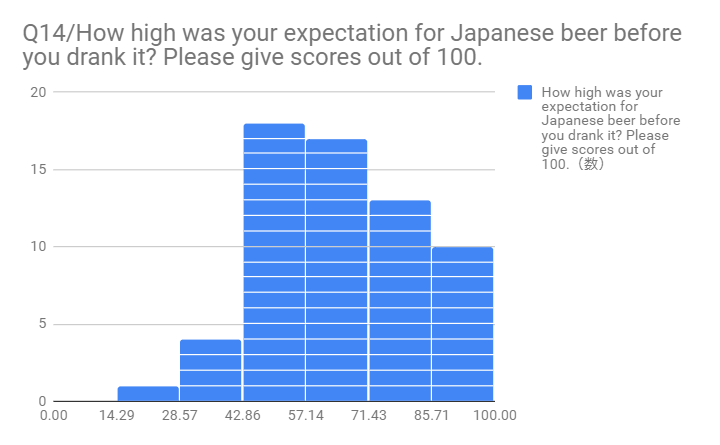 Q14/How high was your expectation for Japanese beer before
you drank it? Please give scores out of 100.
How high was your
expectation for
Japanese beer before
you drank it? Please
give scores out of
100.（数）
20
15
10
5
0
0.00 14.29 28.57 42.86 57.14 71.43 85.71 100.00